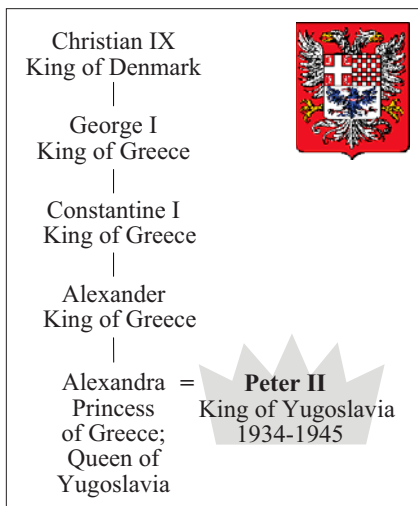 Christian IX
King of Denmark
George I
King of Greece
Constantine I
King of Greece
Alexander
King of Greece
Alexandra = Peter II
Princess King of Yugoslavia
of Greece; 1934-1945
Queen of
Yugoslavia